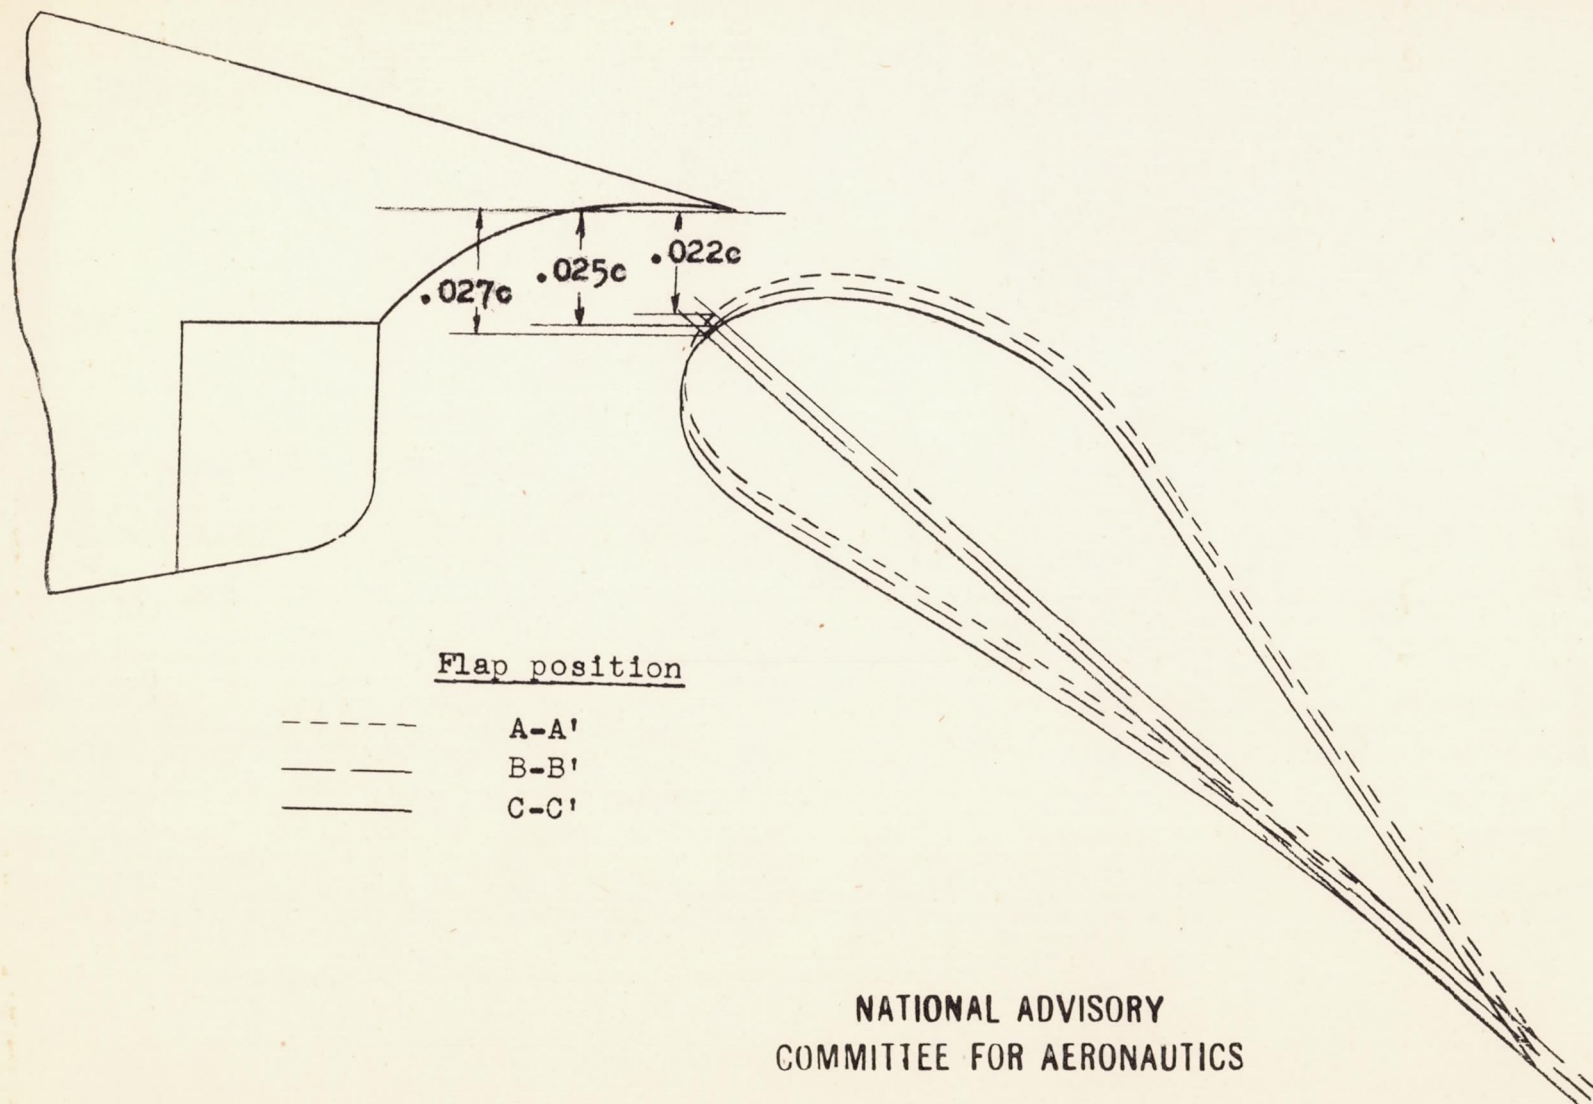 .027c
.025c
.022c
Flap position
A-A'
B-B'
C-C'
NATIONAL ADVISORY
COMMITTEE FOR AERONAUTICS